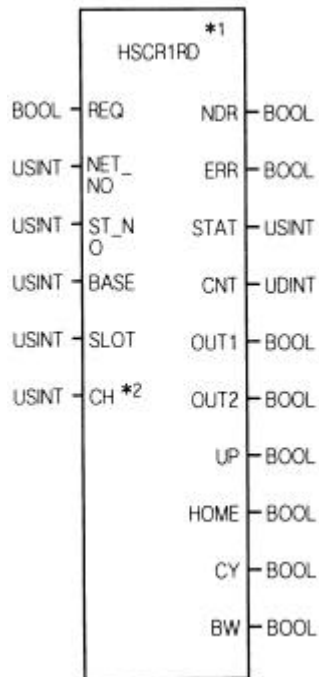 *1
HSCR1RD
BOOL REQ NDR BOOL
USINT NET_ ERR BOOL
NO
USINT ST_N STAT USINT
O
USINT BASE CNT UDINT
USINT SLOT OUT1 BOOL
USINT CH *2 OUT2 BOOL
UP BOOL
HOME BOOL
CY BOOL
BW BOOL